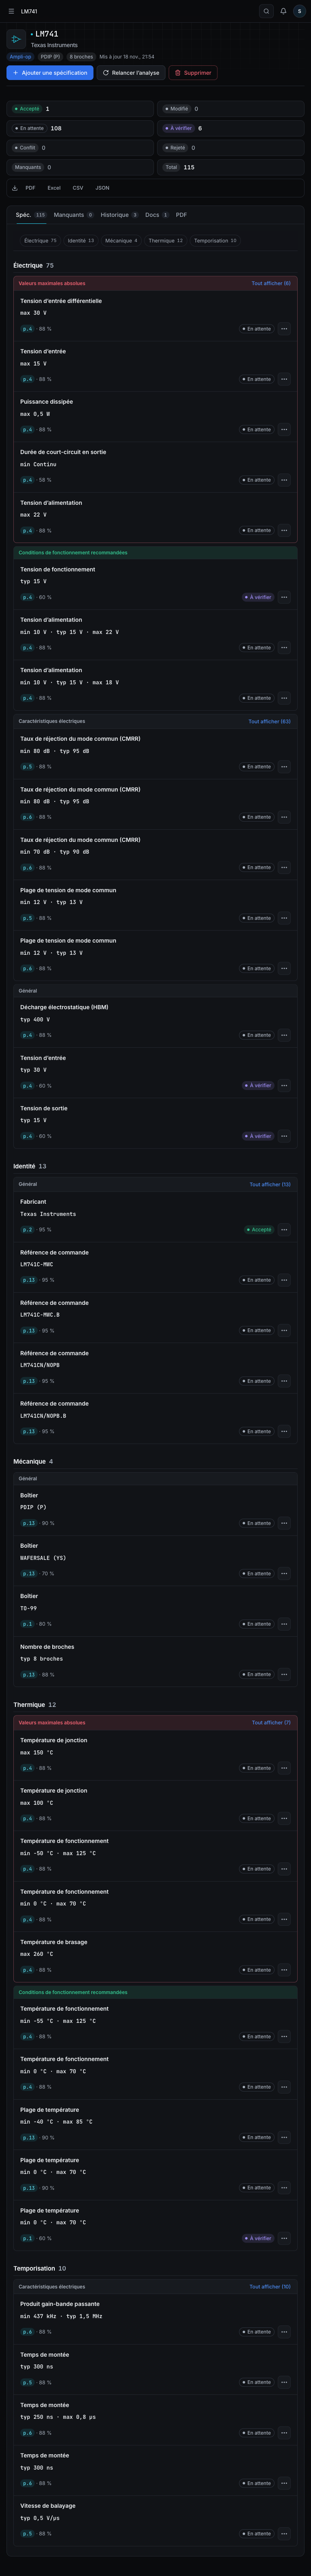 LM741
S
LM741
Texas Instruments
Ampli-op PDIP (P) 8 broches Mis à jour 18 nov., 21:54
Ajouter une spécification Relancer l'analyse Supprimer
Accepté 1 Modifié 0
En attente 108 À vérifier 6
Conflit 0 Rejeté 0
Manquants 0 Total 115
PDF Excel CSV JSON
Spéc. 115 Manquants 0 Historique 3 Docs 1 PDF
Électrique 75 Identité 13 Mécanique 4 Thermique 12 Temporisation 10
Électrique 75
Valeurs maximales absolues Tout afficher (6)
Tension d'entrée différentielle
max 30 V
p.4 · 88 % En attente
Tension d'entrée
max 15 V
p.4 · 88 % En attente
Puissance dissipée
max 0,5 W
p.4 · 88 % En attente
Durée de court-circuit en sortie
min Continu
p.4 · 58 % En attente
Tension d'alimentation
max 22 V
p.4 · 88 % En attente
Conditions de fonctionnement recommandées
Tension de fonctionnement
typ 15 V
p.4 · 60 % À vérifier
Tension d'alimentation
min 10 V · typ 15 V · max 22 V
p.4 · 88 % En attente
Tension d'alimentation
min 10 V · typ 15 V · max 18 V
p.4 · 88 % En attente
Caractéristiques électriques Tout afficher (63)
Taux de réjection du mode commun (CMRR)
min 80 dB · typ 95 dB
p.5 · 88 % En attente
Taux de réjection du mode commun (CMRR)
min 80 dB · typ 95 dB
p.6 · 88 % En attente
Taux de réjection du mode commun (CMRR)
min 70 dB · typ 90 dB
p.6 · 88 % En attente
Plage de tension de mode commun
min 12 V · typ 13 V
p.5 · 88 % En attente
Plage de tension de mode commun
min 12 V · typ 13 V
p.6 · 88 % En attente
Général
Décharge électrostatique (HBM)
typ 400 V
p.4 · 88 % En attente
Tension d'entrée
typ 30 V
p.4 · 60 % À vérifier
Tension de sortie
typ 15 V
p.4 · 60 % À vérifier
Identité 13
Général Tout afficher (13)
Fabricant
Texas Instruments
p.2 · 95 % Accepté
Référence de commande
LM741C-MWC
p.13 · 95 % En attente
Référence de commande
LM741C-MWC.B
p.13 · 95 % En attente
Référence de commande
LM741CN/NOPB
p.13 · 95 % En attente
Référence de commande
LM741CN/NOPB.B
p.13 · 95 % En attente
Mécanique 4
Général
Boîtier
PDIP (P)
p.13 · 90 % En attente
Boîtier
WAFERSALE (YS)
p.13 · 70 % En attente
Boîtier
TO-99
p.1 · 80 % En attente
Nombre de broches
typ 8 broches
p.13 · 88 % En attente
Thermique 12
Valeurs maximales absolues Tout afficher (7)
Température de jonction
max 150 °C
p.4 · 88 % En attente
Température de jonction
max 100 °C
p.4 · 88 % En attente
Température de fonctionnement
min -50 °C · max 125 °C
p.4 · 88 % En attente
Température de fonctionnement
min 0 °C · max 70 °C
p.4 · 88 % En attente
Température de brasage
max 260 °C
p.4 · 88 % En attente
Conditions de fonctionnement recommandées
Température de fonctionnement
min -55 °C · max 125 °C
p.4 · 88 % En attente
Température de fonctionnement
min 0 °C · max 70 °C
p.4 · 88 % En attente
Plage de température
min -40 °C · max 85 °C
p.13 · 90 % En attente
Plage de température
min 0 °C · max 70 °C
p.13 · 90 % En attente
Plage de température
min 0 °C · max 70 °C
p.1 · 60 % À vérifier
Temporisation 10
Caractéristiques électriques Tout afficher (10)
Produit gain-bande passante
min 437 kHz · typ 1,5 MHz
p.6 · 88 % En attente
Temps de montée
typ 300 ns
p.5 · 88 % En attente
Temps de montée
typ 250 ns · max 0,8 µs
p.6 · 88 % En attente
Temps de montée
typ 300 ns
p.6 · 88 % En attente
Vitesse de balayage
typ 0,5 V/µs
p.5 · 88 % En attente